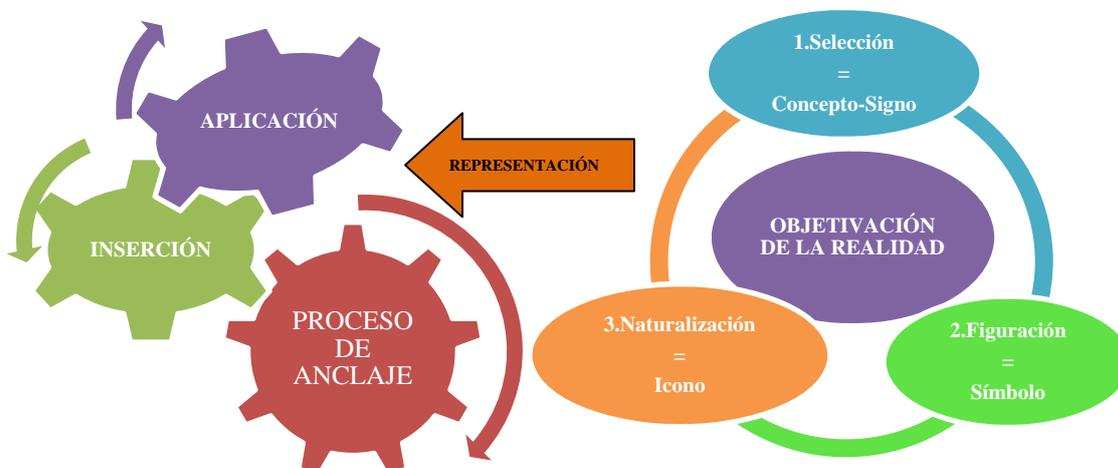 APLICACIÓN
INSERCIÓN
PROCESO
DE
ANCLAJE
REPRESENTACIÓN
1.Selección
=
Concepto-Signo
OBJETIVACIÓN
DE LA REALIDAD
3.Naturalización
=
Icono
2.Figuración
=
Símbolo